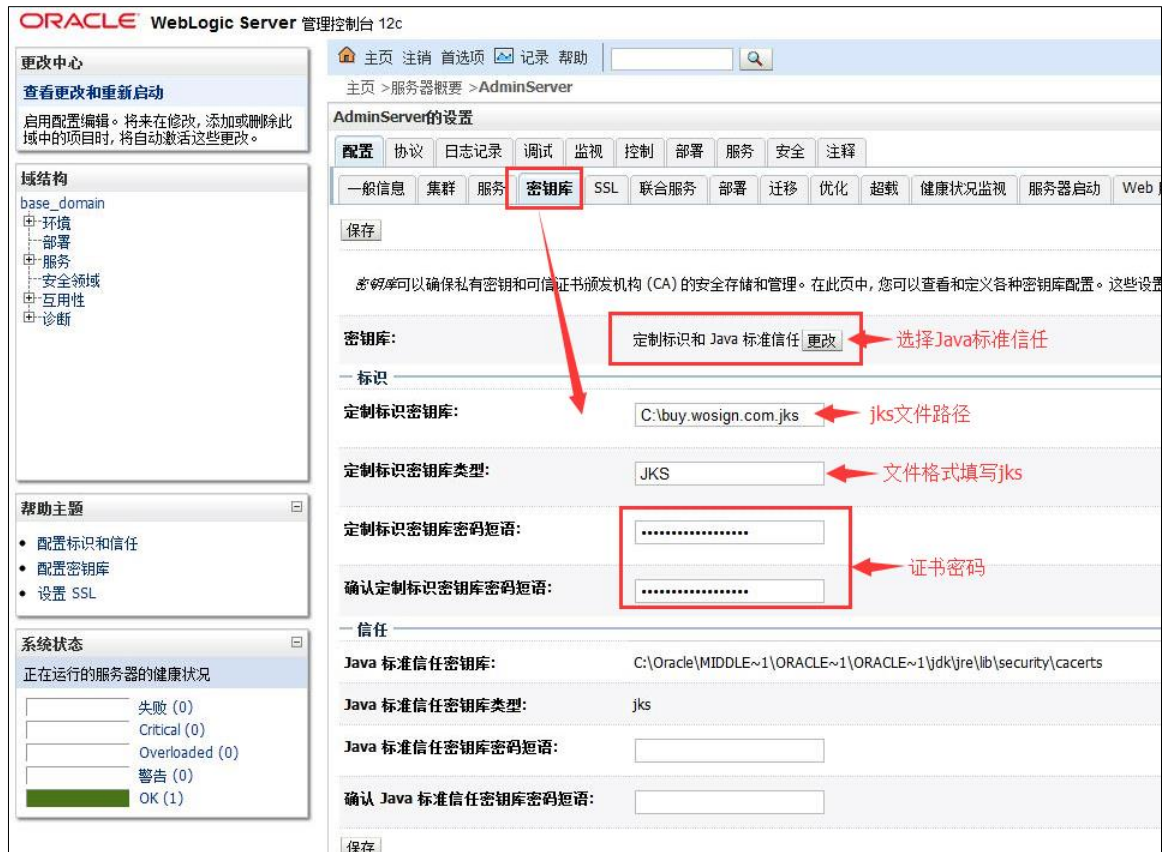 ORACLE WebLogic Server 管理控制台 12c
更改中心
查看更改和重新启动
启用配置编辑。将来在修改, 添加或删除此
域中的项目时, 将自动激活这些更改。
域结构
base_domain
环境
部署
服务
安全领域
互用性
诊断
帮助主题
配置标识和信任
配置密钥库
设置 SSL
系统状态
正在运行的服务器的健康状况
失败 (0)
Critical (0)
Overloaded (0)
警告 (0)
OK (1)
主页 注销 首选项 记录 帮助
主页 >服务器概要 >AdminServer
AdminServer的设置
配置 协议 日志记录 调试 监视 控制 部署 服务 安全 注释
一般信息 集群 服务 密钥库 SSL 联合服务 部署 迁移 优化 超载 健康状况监视 服务器启动 Web
保存
密钥库可以确保私有密钥和可信证书颁发机构 (CA) 的安全存储和管理。在此页中, 您可以查看和定义各种密钥库配置。这些设置
密钥库: 定制标识和 Java 标准信任 更改 选择Java标准信任
标识
定制标识密钥库: C:\buy.wosign.com.jks jks文件路径
定制标识密钥库类型: JKS 文件格式填写jks
定制标识密钥库密码短语: ••••••••••••••••••
证书密码
确认定制标识密钥库密码短语: ••••••••••••••••••
信任
Java 标准信任密钥库: C:\Oracle\MIDDLE~1\ORACLE~1\ORACLE~1\jdk\jre\lib\security\cacerts
Java 标准信任密钥库类型: jks
Java 标准信任密钥库密码短语:
确认 Java 标准信任密钥库密码短语:
保存